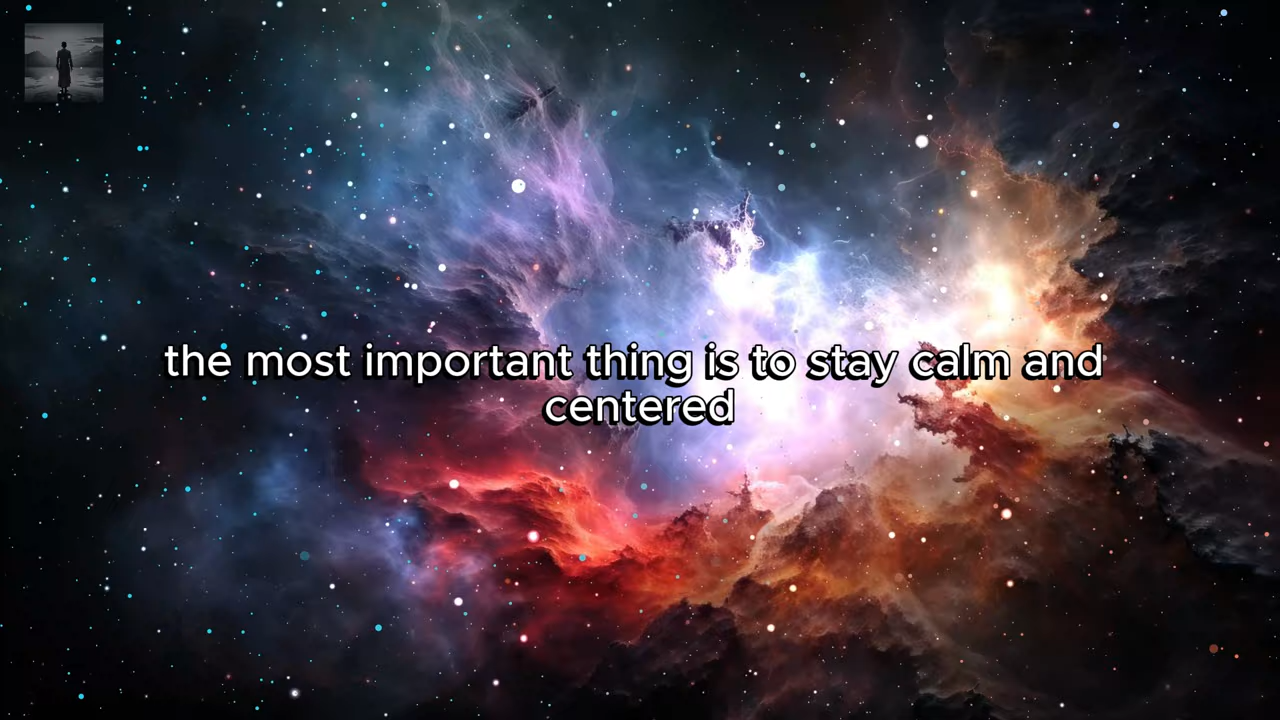 the most important thing is to stay calm and
centered